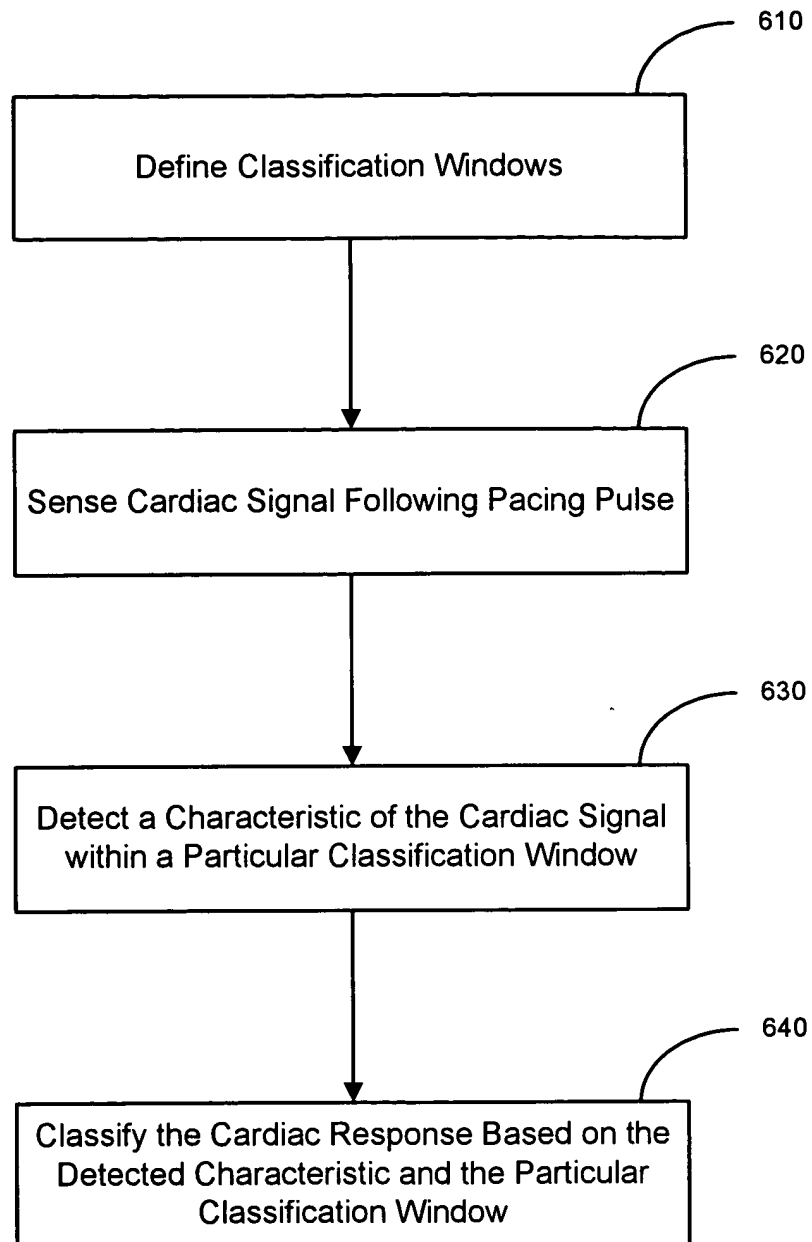 610
Define Classification Windows
620
Sense Cardiac Signal Following Pacing Pulse
630
Detect a Characteristic of the Cardiac Signal
within a Particular Classification Window
640
Classify the Cardiac Response Based on the
Detected Characteristic and the Particular
Classification Window